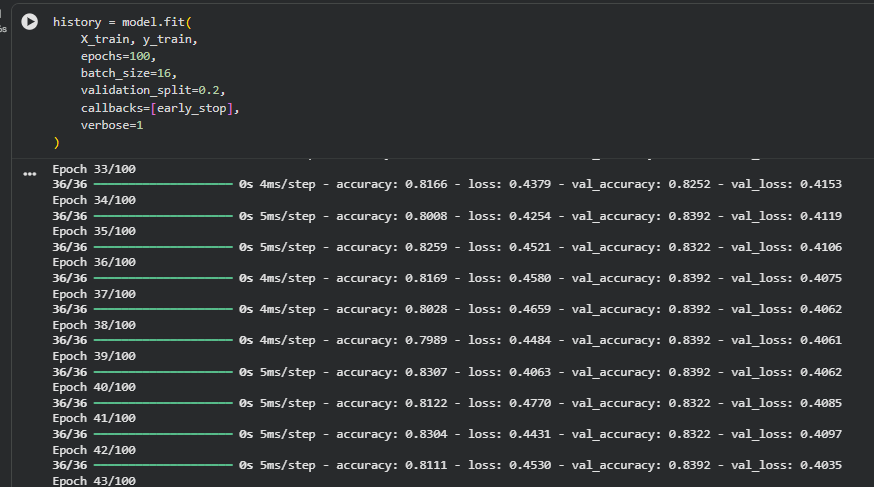 history = model.fit(
X_train, y_train,
epochs=100,
batch_size=16,
validation_split=0.2,
callbacks=[early_stop],
verbose=1
)
Epoch 33/100
36/36 0s 4ms/step - accuracy: 0.8166 - loss: 0.4379 - val_accuracy: 0.8252 - val_loss: 0.4153
Epoch 34/100
36/36 0s 5ms/step - accuracy: 0.8008 - loss: 0.4254 - val_accuracy: 0.8392 - val_loss: 0.4119
Epoch 35/100
36/36 0s 5ms/step - accuracy: 0.8259 - loss: 0.4521 - val_accuracy: 0.8322 - val_loss: 0.4106
Epoch 36/100
36/36 0s 4ms/step - accuracy: 0.8169 - loss: 0.4580 - val_accuracy: 0.8392 - val_loss: 0.4075
Epoch 37/100
36/36 0s 4ms/step - accuracy: 0.8028 - loss: 0.4659 - val_accuracy: 0.8392 - val_loss: 0.4062
Epoch 38/100
36/36 0s 4ms/step - accuracy: 0.7989 - loss: 0.4484 - val_accuracy: 0.8392 - val_loss: 0.4061
Epoch 39/100
36/36 0s 5ms/step - accuracy: 0.8307 - loss: 0.4063 - val_accuracy: 0.8392 - val_loss: 0.4062
Epoch 40/100
36/36 0s 5ms/step - accuracy: 0.8122 - loss: 0.4770 - val_accuracy: 0.8322 - val_loss: 0.4085
Epoch 41/100
36/36 0s 5ms/step - accuracy: 0.8304 - loss: 0.4431 - val_accuracy: 0.8322 - val_loss: 0.4097
Epoch 42/100
36/36 0s 5ms/step - accuracy: 0.8111 - loss: 0.4530 - val_accuracy: 0.8392 - val_loss: 0.4035
Epoch 43/100